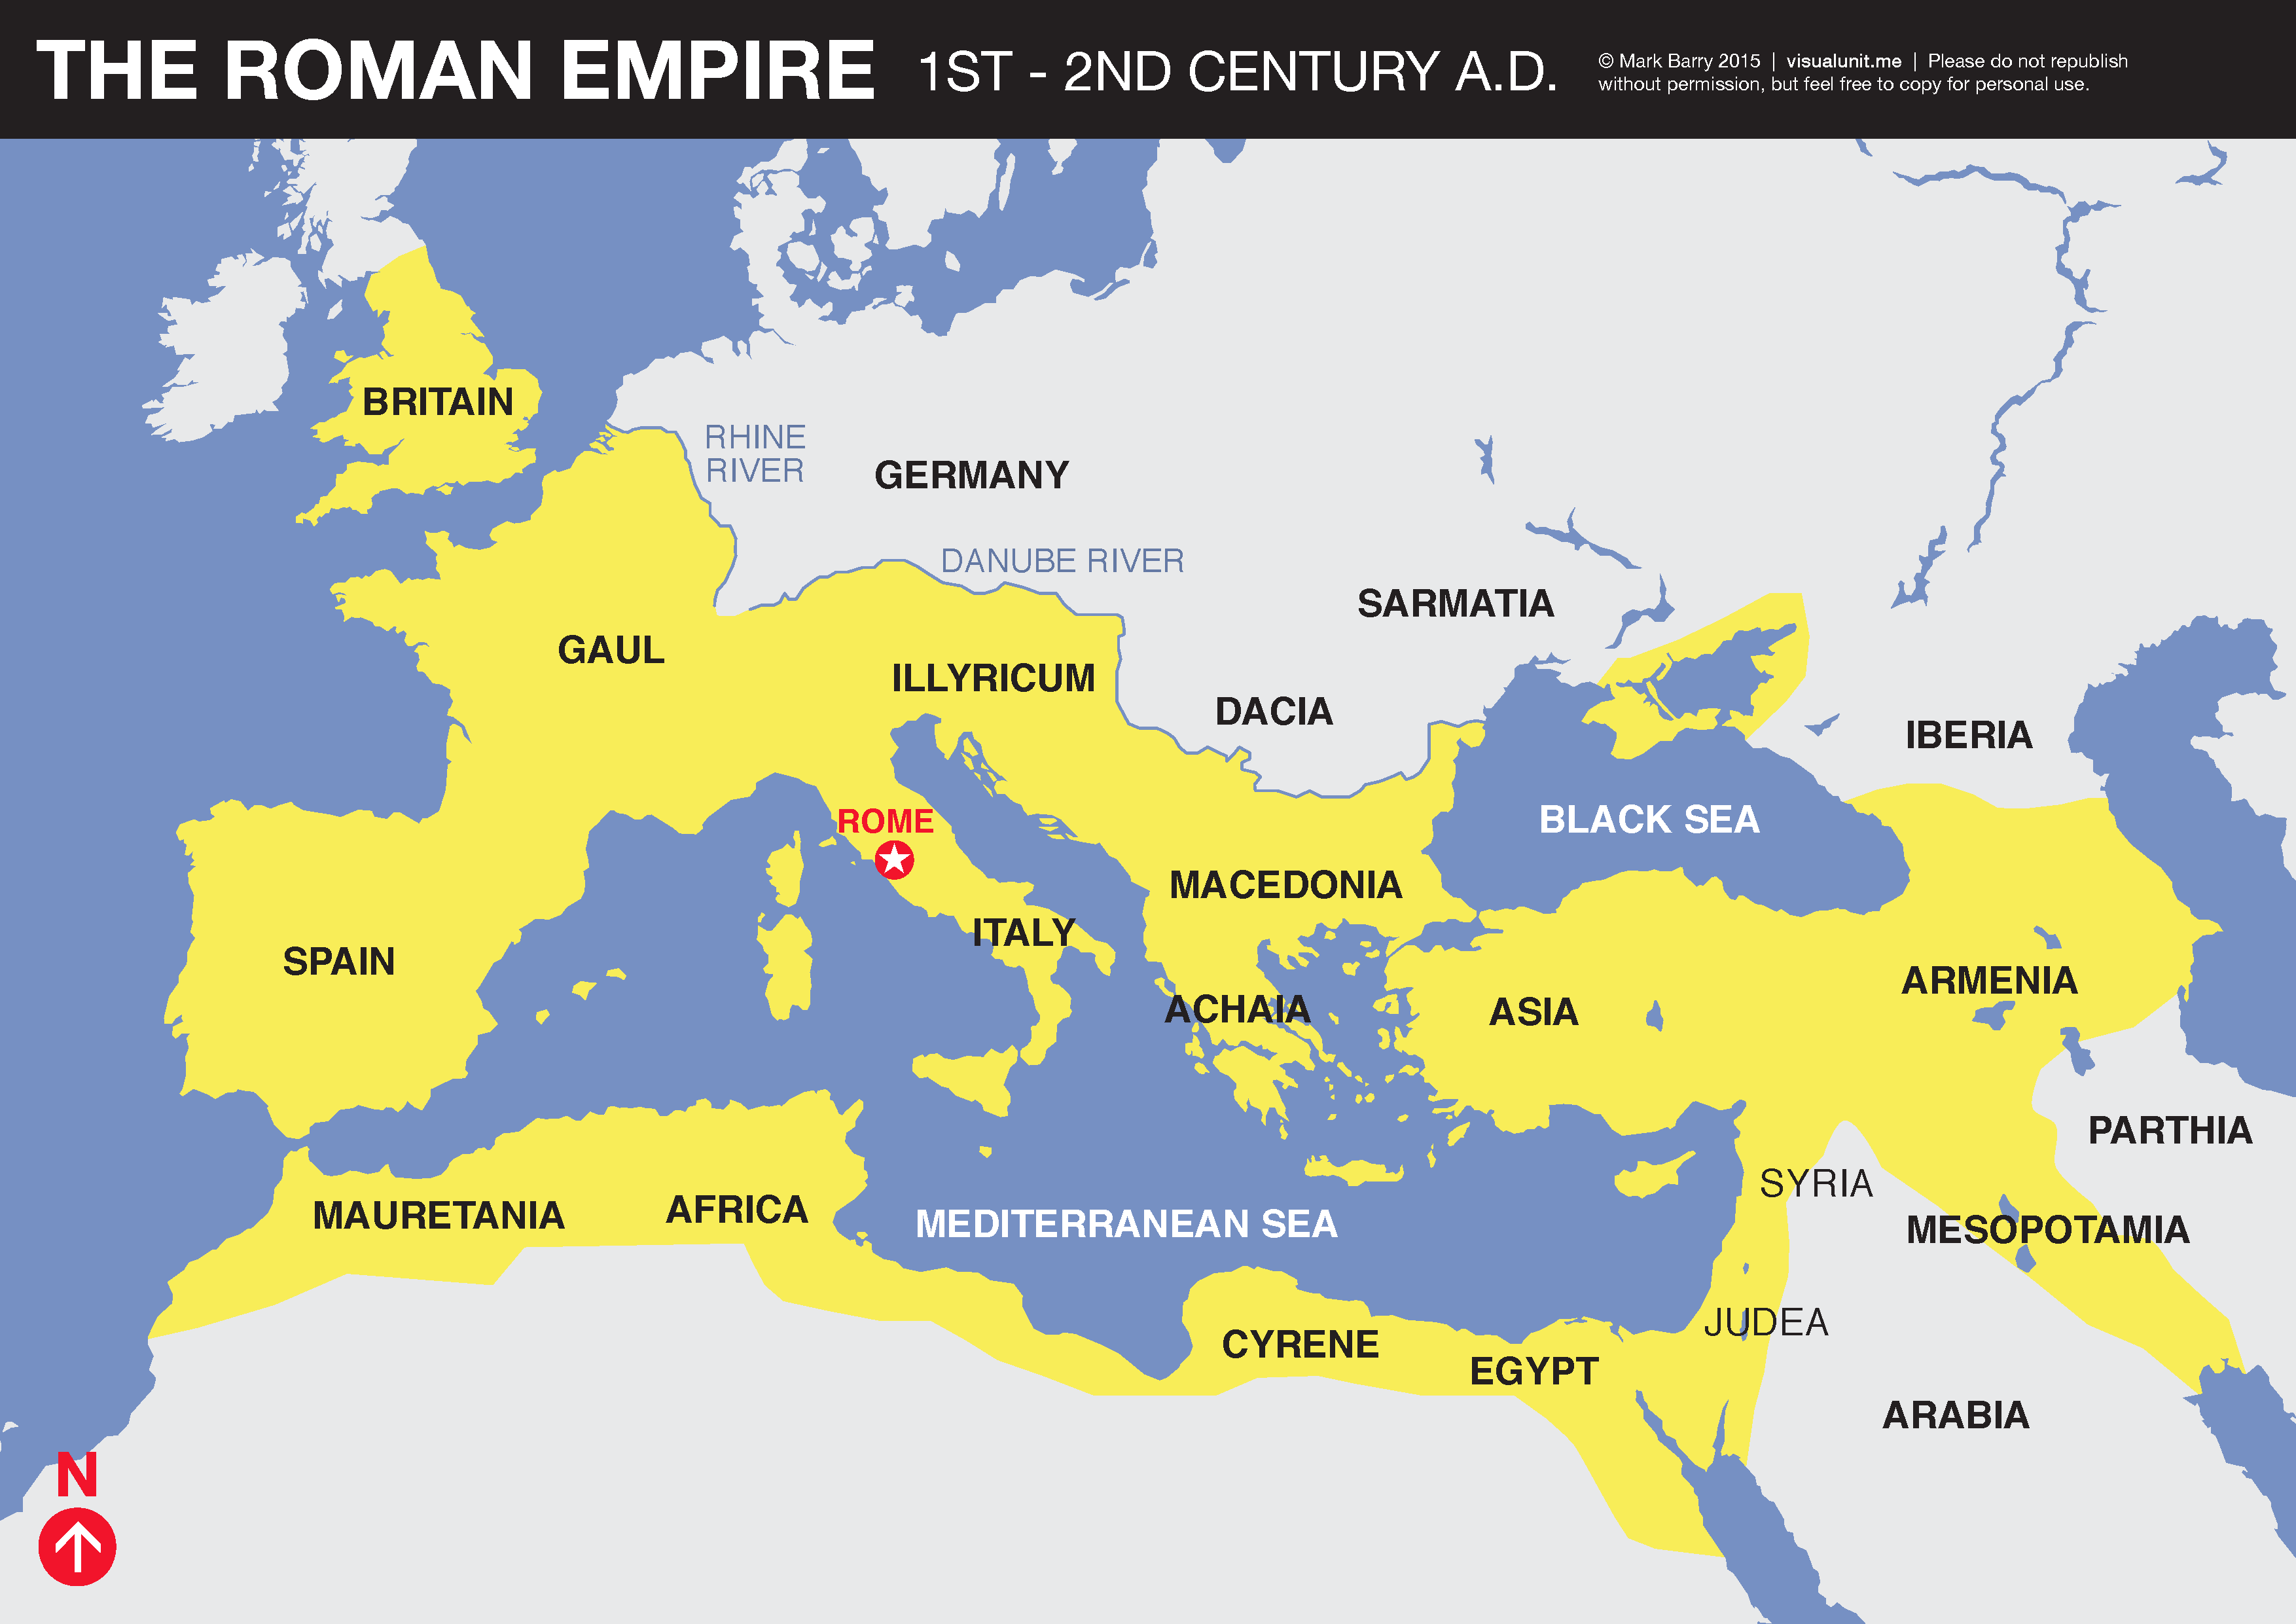 THE ROMAN EMPIRE 1ST - 2ND CENTURY A.D.
© Mark Barry 2015 | visualunit.me | Please do not republish
without permission, but feel free to copy for personal use.
BRITAIN
RHINE
RIVER
GERMANY
DANUBE RIVER
SARMATIA
GAUL
ILLYRICUM
DACIA
IBERIA
ROME
BLACK SEA
MACEDONIA
ITALY
SPAIN
ARMENIA
ACHAIA
ASIA
PARTHIA
SYRIA
MAURETANIA
AFRICA
MEDITERRANEAN SEA
MESOPOTAMIA
JUDEA
CYRENE
EGYPT
ARABIA
N